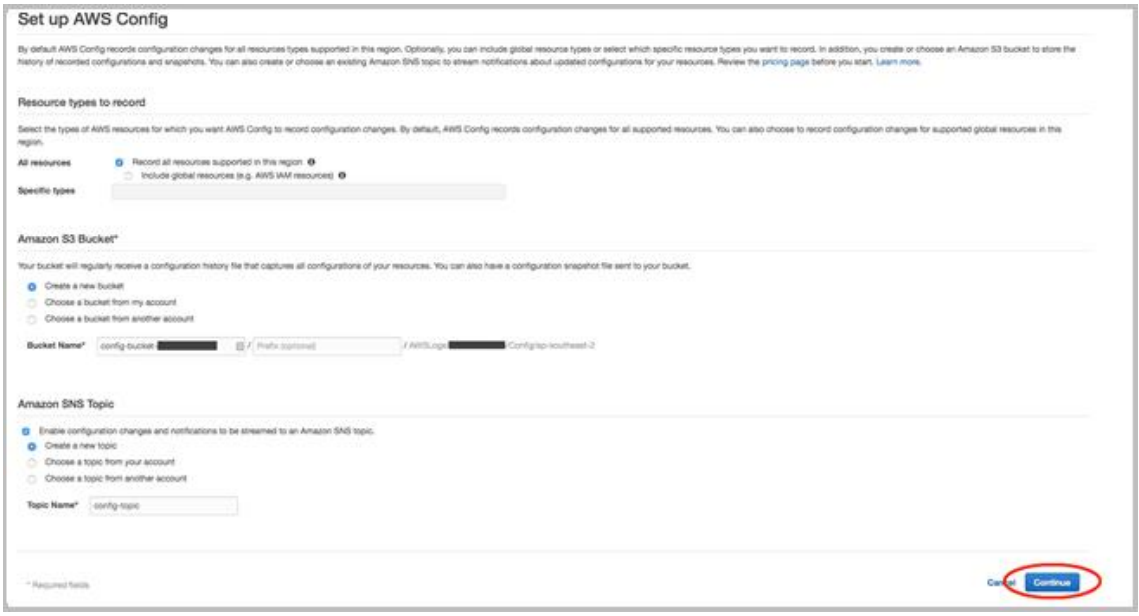 Set up AWS Config
By default AWS Config records configuration changes for all resources types supported in this region. Optionally, you can include global resource types or select which specific resource types you want to record. In addition, you create or choose an Amazon S3 bucket to store the
history of recorded configurations and snapshots. You can also create or choose an existing Amazon SNS topic to stream notifications about updated configurations for your resources. Review the pricing page before you start. Learn more.
Resource types to record
Select the types of AWS resources for which you want AWS Config to record configuration changes. By default, AWS Config records configuration changes for all supported resources. You can also choose to record configuration changes for supported global resources in this
region.
All resources Record all resources supported in this region
Include global resources (e.g. AWS IAM resources)
Specific types
Amazon S3 Bucket*
Your bucket will regularly receive a configuration history file that captures all configurations of your resources. You can also have a configuration snapshot file sent to your bucket.
Create a new bucket
Choose a bucket from my account
Choose a bucket from another account
Bucket Name* config-bucket- / Prefix (optional) / AWSLogs/ /Config/ap-southeast-2
Amazon SNS Topic
Enable configuration changes and notifications to be streamed to an Amazon SNS topic.
Create a new topic
Choose a topic from your account
Choose a topic from another account
Topic Name* config-topic
* Required fields Cancel Continue